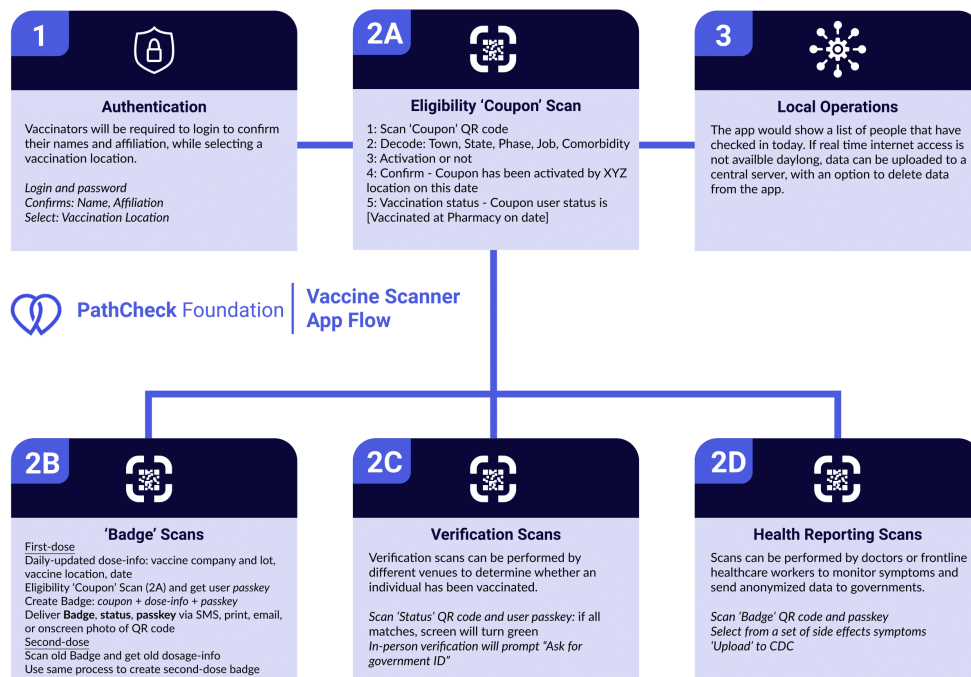 1
Authentication
Vaccinators will be required to login to confirm
their names and affiliation, while selecting a
vaccination location.
Login and password
Confirms: Name, Affiliation
Select: Vaccination Location
2A
Eligibility ‘Coupon’ Scan
1: Scan ‘Coupon’ QR code
2: Decode: Town, State, Phase, Job, Comorbidity
3: Activation or not
4: Confirm - Coupon has been activated by XYZ
location on this date
5: Vaccination status - Coupon user status is
[Vaccinated at Pharmacy on date]
3
Local Operations
The app would show a list of people that have
checked in today. If real time internet access is
not availble daylong, data can be uploaded to a
central server, with an option to delete data
from the app.
PathCheck Foundation
Vaccine Scanner
App Flow
2B
‘Badge’ Scans
First-dose
Daily-updated dose-info: vaccine company and lot,
vaccine location, date
Eligibility ‘Coupon’ Scan (2A) and get user passkey
Create Badge: coupon + dose-info + passkey
Deliver Badge, status, passkey via SMS, print, email,
or onscreen photo of QR code
Second-dose
Scan old Badge and get old dosage-info
Use same process to create second-dose badge
2C
Verification Scans
Verification scans can be performed by
different venues to determine whether an
individual has been vaccinated.
Scan ‘Status’ QR code and user passkey: if all
matches, screen will turn green
In-person verification will prompt “Ask for
government ID”
2D
Health Reporting Scans
Scans can be performed by doctors or frontline
healthcare workers to monitor symptoms and
send anonymized data to governments.
Scan ‘Badge’ QR code and passkey
Select from a set of side effects symptoms
‘Upload’ to CDC